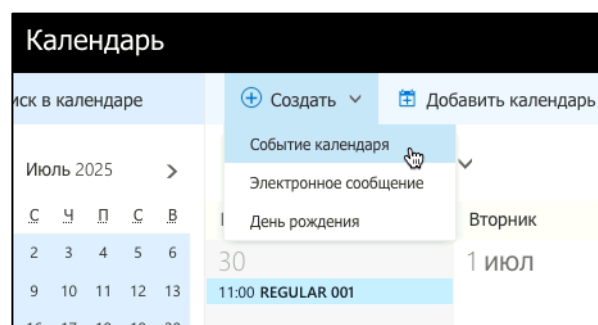 Календарь
иск в календаре
Создать
Добавить календарь
Событие календаря
Электронное сообщение
День рождения
Июль 2025
С Ч П С В
Вторник
2 3 4 5 6
30
1 июл
9 10 11 12 13
11:00 REGULAR 001